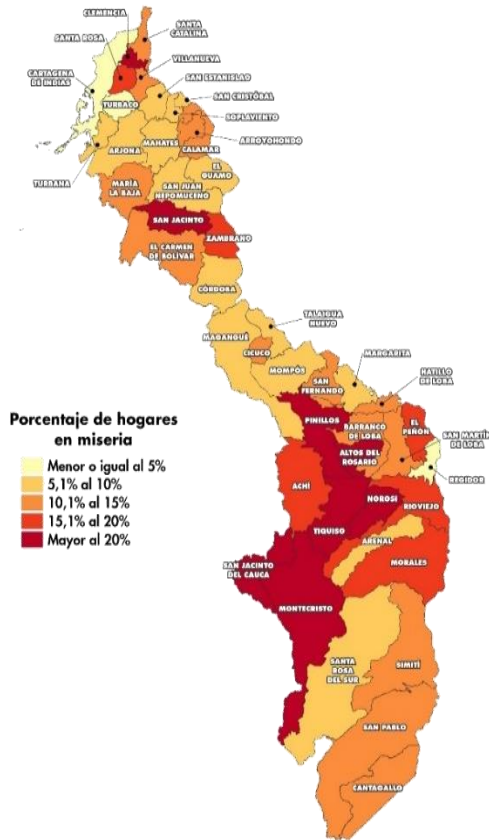 CLEMENCIA
SANTA
CATALINA
SANTA ROSA
VILLANUEVA
CARTAGENA
DE INDIAS
SAN ESTANISLAO
SAN CRISTÓBAL
TURBACO
SOPLAVIENTO
ARROYOHONDO
MAHATES
ARJONA
CALAMAR
EL
GUAMO
TURBANA
MARÍA
LA BAJA
SAN JUAN
NEPOMUCENO
SAN JACINTO
ZAMBRANO
EL CARMEN
DE BOLÍVAR
CÓRDOBA
TALAIGUA
NUEVO
MAGANGUÉ
CICUCO
MARGARITA
MOMPÓS
HATILLO
DE LOBA
SAN
FERNANDO
Porcentaje de hogares
en miseria
Menor o igual al 5%
5,1% al 10%
10,1% al 15%
15,1% al 20%
Mayor al 20%
PINILLOS
BARRANCO
DE LOBA
EL
PEÑÓN
SAN MARTÍN
DE LOBA
ALTOS DEL
ROSARIO
REGIDOR
ACHÍ
NOROSI
RIOVIEJO
TIQUISO
ARENAL
MORALES
SAN JACINTO
DEL CAUCA
MONTECRISTO
SANTA
ROSA
DEL SUR
SIMITÍ
SAN PABLO
CANTAGALLO